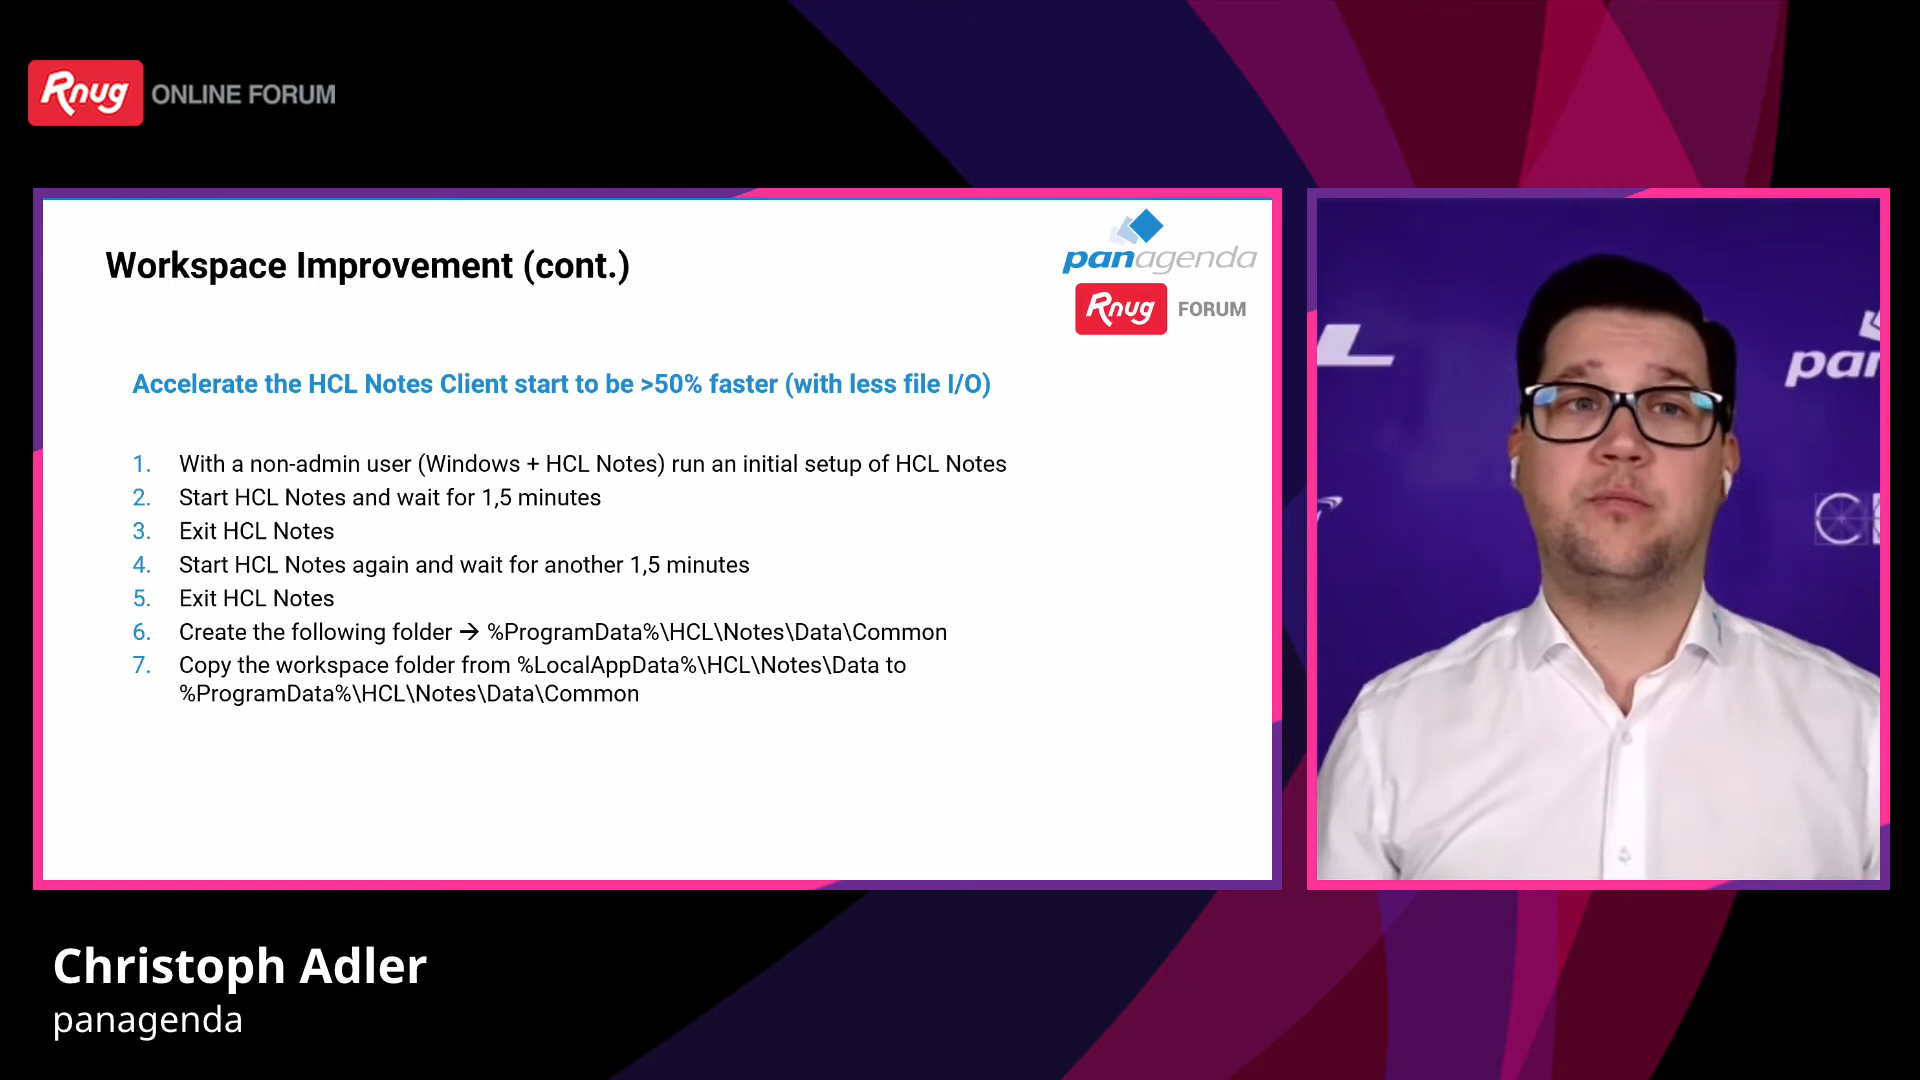 Rnug ONLINE FORUM
Workspace Improvement (cont.)
panagenda
Rnug FORUM
Accelerate the HCL Notes Client start to be >50% faster (with less file I/O)
1. With a non-admin user (Windows + HCL Notes) run an initial setup of HCL Notes
2. Start HCL Notes and wait for 1,5 minutes
3. Exit HCL Notes
4. Start HCL Notes again and wait for another 1,5 minutes
5. Exit HCL Notes
6. Create the following folder → %ProgramData%\HCL\Notes\Data\Common
7. Copy the workspace folder from %LocalAppData%\HCL\Notes\Data to
%ProgramData%\HCL\Notes\Data\Common
L
pan
Christoph Adler
panagenda